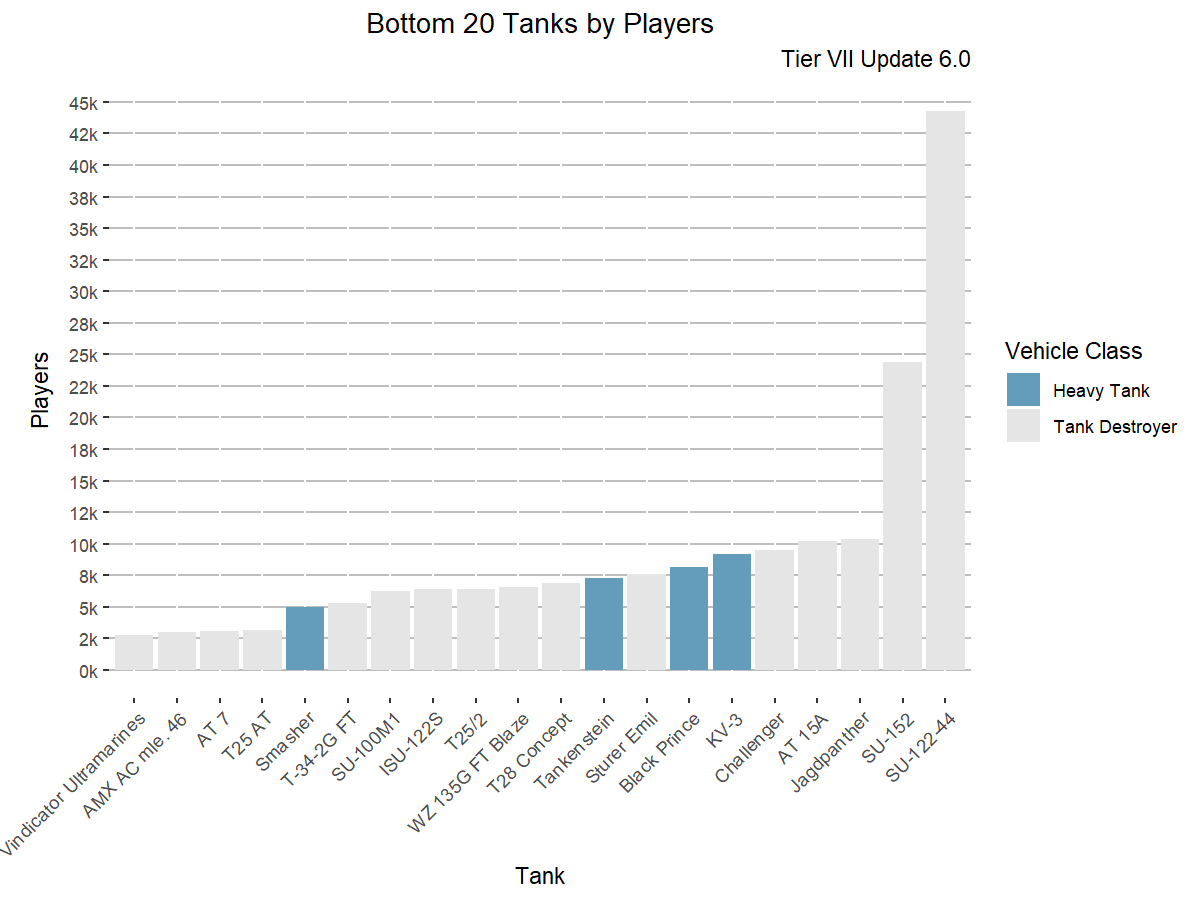 Bottom 20 Tanks by Players
Tier VII Update 6.0
Players
45k
42k
40k
38k
35k
32k
30k
28k
25k
22k
20k
18k
15k
12k
10k
8k
5k
2k
0k
Vindicator Ultramarines
AMX AC mle. 46
AT 7
T25 AT
Smasher
T-34-2G FT
SU-100M1
ISU-122S
T25/2
WZ 135G FT Blaze
T28 Concept
Tankenstein
Sturer Emil
Black Prince
KV-3
Challenger
AT 15A
Jagdpanther
SU-152
SU-122-44
Tank
Vehicle Class
Heavy Tank
Tank Destroyer